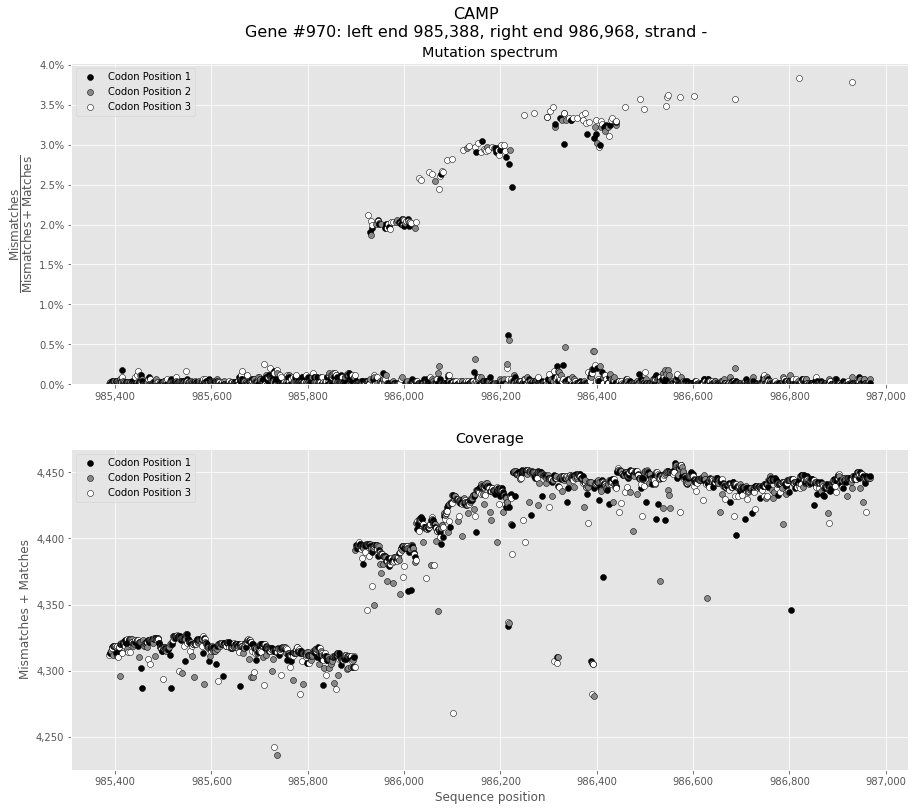 CAMP
Gene #970: left end 985,388, right end 986,968, strand -
Mutation spectrum
4.0%
3.5%
3.0%
2.5%
2.0%
1.5%
1.0%
0.5%
0.0%
Codon Position 1
Codon Position 2
Codon Position 3
Mismatches
Mismatches + Matches
985,400 985,600 985,800 986,000 986,200 986,400 986,600 986,800 987,000
Coverage
4,450
4,400
4,350
4,300
4,250
Codon Position 1
Codon Position 2
Codon Position 3
Mismatches + Matches
985,400 985,600 985,800 986,000 986,200 986,400 986,600 986,800 987,000
Sequence position